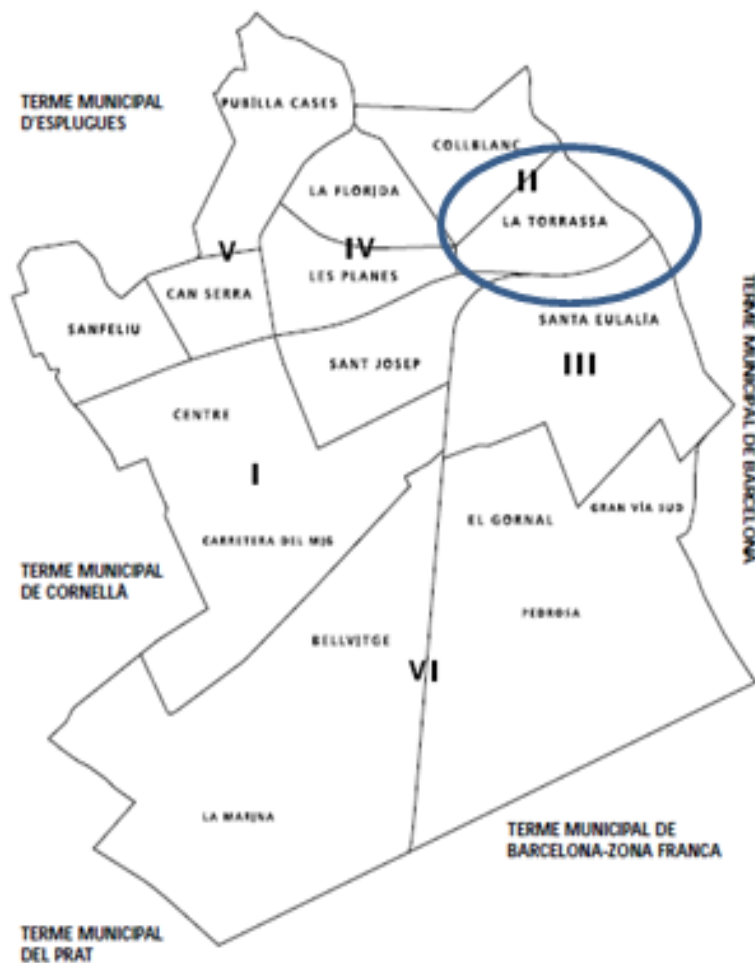 TERME MUNICIPAL
D'ESPLUGUES
PUBILLA CASES
COLLBLANC
II
LA FLORIDA
LA TORRASSA
V
IV
LES PLANES
CAN SERRA
SANFELIU
SANTA EULALIA
SANT JOSEP
III
TERME MUNICIPAL DE BARCELONA
CENTRE
I
EL GORNAL
GRAN VÍA SUD
CARRETERA DEL MIG
TERME MUNICIPAL
DE CORNELLÀ
PEDROSA
BELLVITGE
VI
LA MARINA
TERME MUNICIPAL DE
BARCELONA-ZONA FRANCA
TERME MUNICIPAL
DEL PRAT